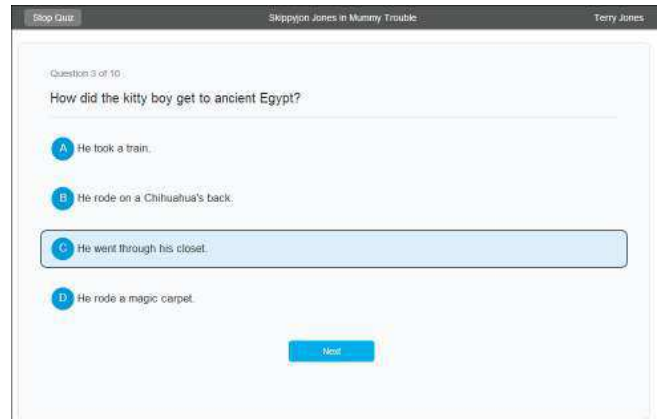 Stop Quiz
Skippyjon Jones in Mummy Trouble
Terry Jones
Question 3 of 10
How did the kitty boy get to ancient Egypt?
A He took a train.
B He rode on a Chihuahua's back.
C He went through his closet.
D He rode a magic carpet.
Next